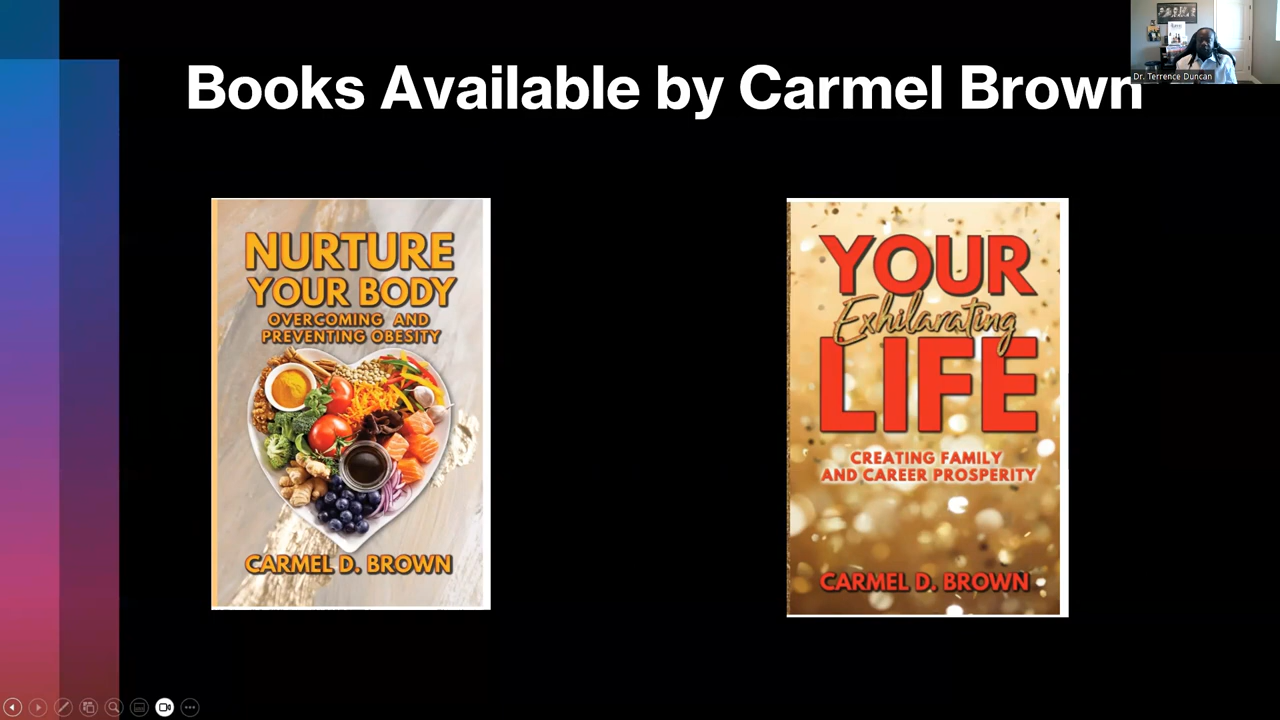 Books Available by Carmel Brown
Dr. Terrence Duncan
NURTURE
YOUR BODY
OVERCOMING AND
PREVENTING OBESITY
CARMEL D. BROWN
YOUR
Exhilarating
LIFE
CREATING FAMILY
AND CAREER PROSPERITY
CARMEL D. BROWN